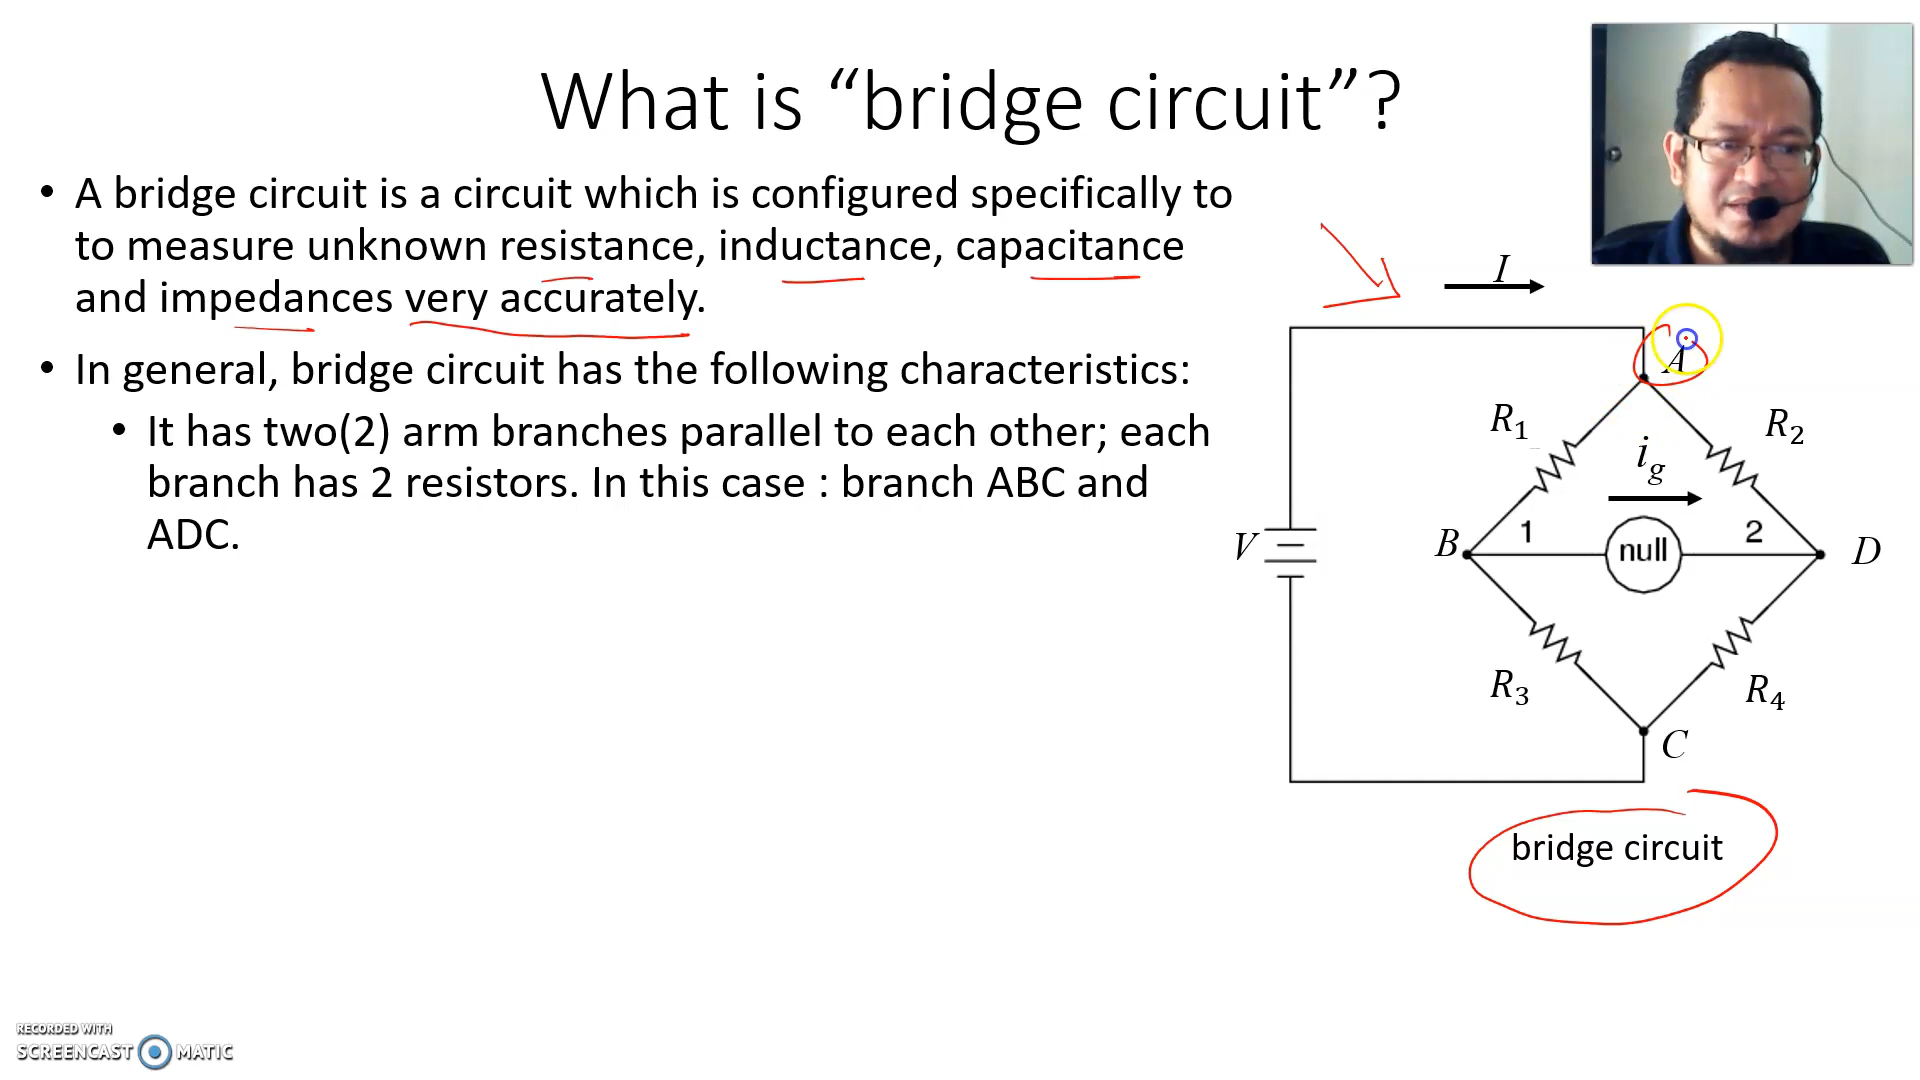 What is “bridge circuit”?
• A bridge circuit is a circuit which is configured specifically to
to measure unknown resistance, inductance, capacitance
and impedances very accurately.
• In general, bridge circuit has the following characteristics:
• It has two(2) arm branches parallel to each other; each
branch has 2 resistors. In this case : branch ABC and
ADC.
I
A
R1
R2
ig
V
B
1
null
2
D
R3
R4
C
bridge circuit
RECORDED WITH
SCREENCAST MATIC